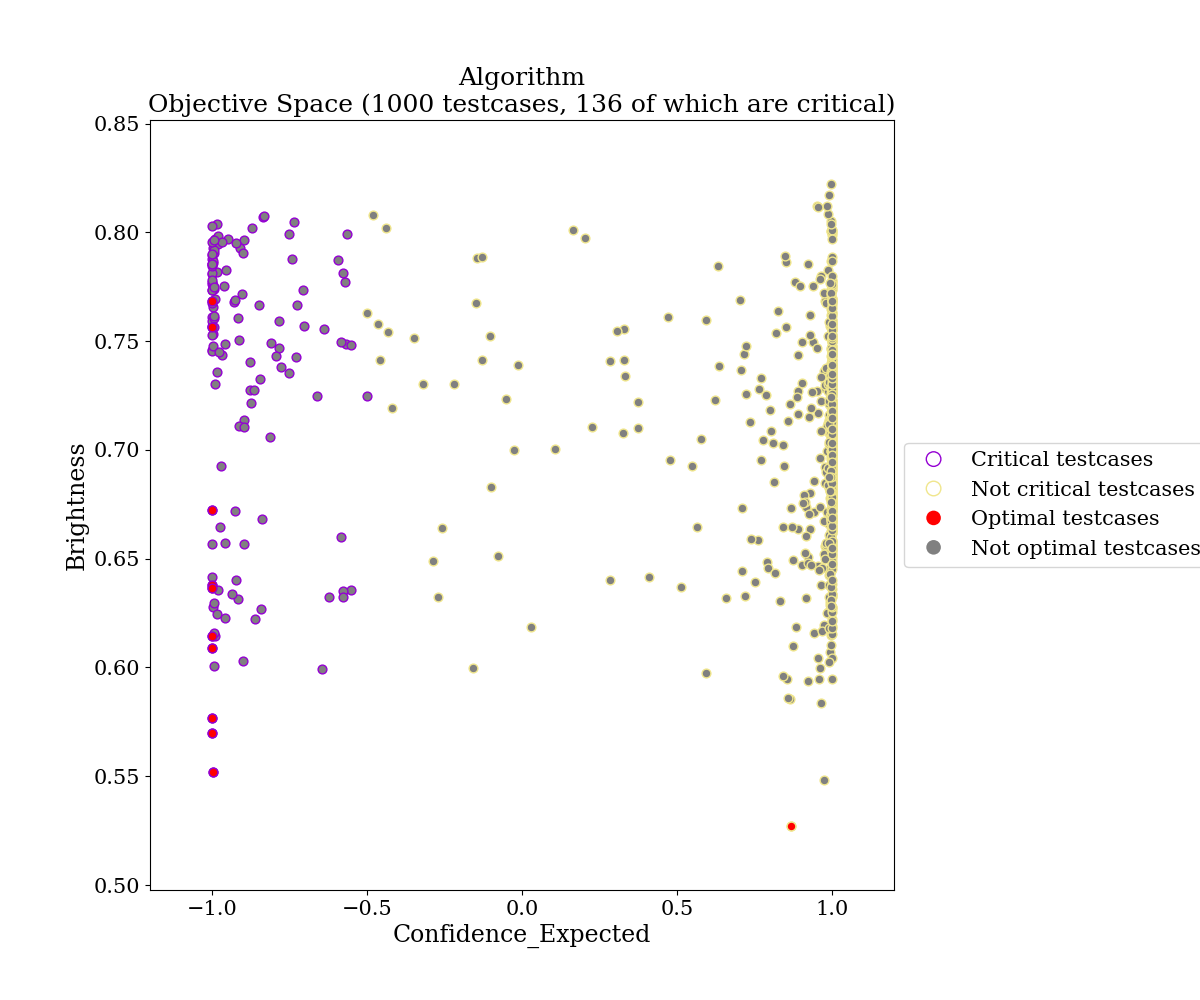 Algorithm
Objective Space (1000 testcases, 136 of which are critical)
0.85
0.80
0.75
0.70
0.65
0.60
0.55
0.50
Brightness
−1.0
−0.5
0.0
0.5
1.0
Confidence_Expected
Critical testcases
Not critical testcases
Optimal testcases
Not optimal testcases